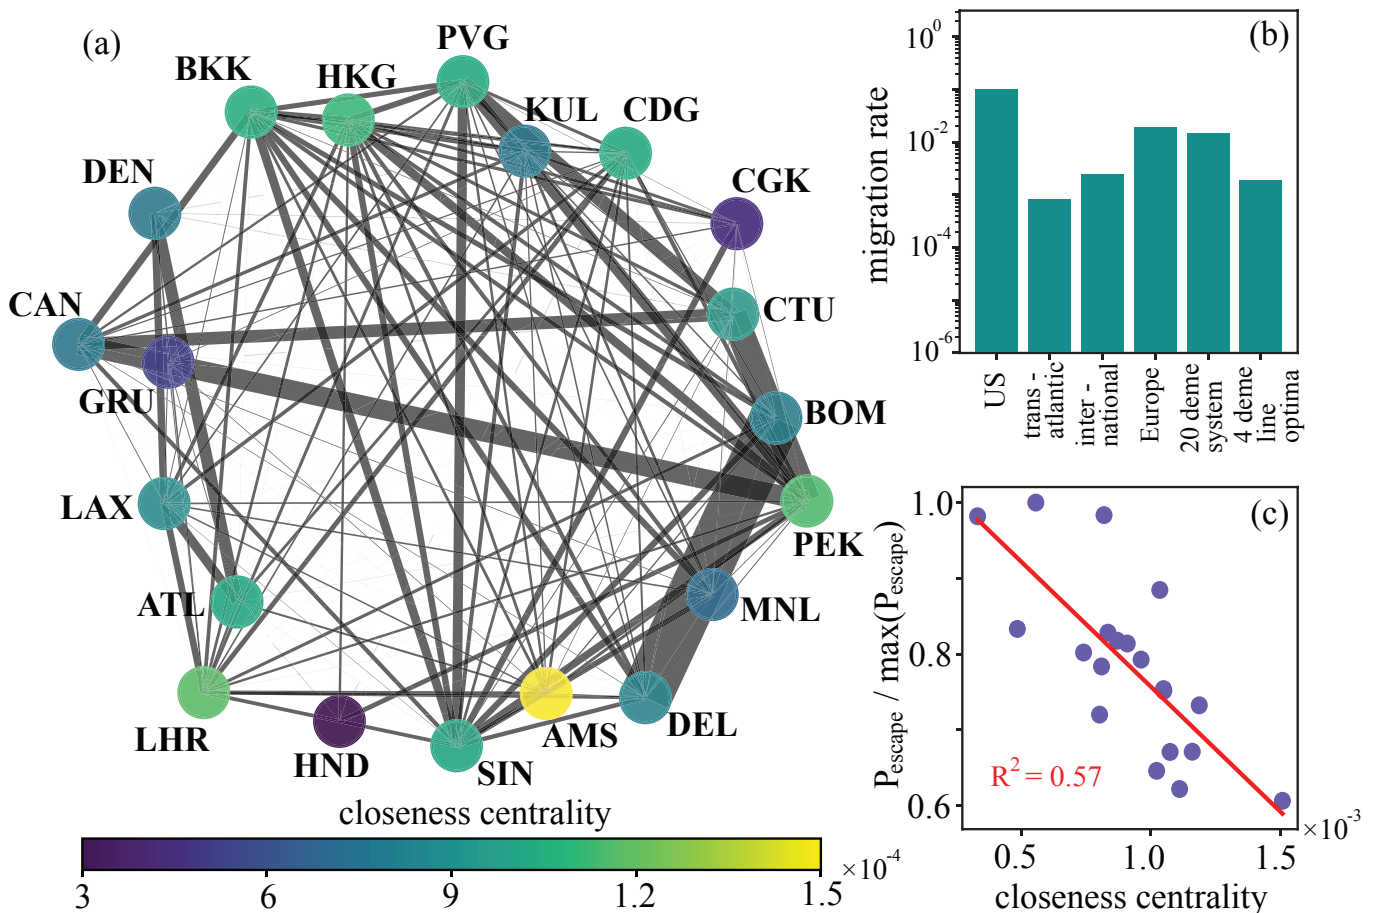 (a)
PVG
BKK
HKG
KUL
CDG
DEN
CGK
CAN
CTU
GRU
BOM
LAX
PEK
ATL
MNL
LHR
HND
SIN
AMS
DEL
closeness centrality
3 6 9 1.2 1.5
×10⁻⁴
(b)
migration rate
10⁰
10⁻²
10⁻⁴
10⁻⁶
US
trans -
atlantic
inter -
national
Europe
20 deme
system
4 deme
line
optima
(c)
P_escape / max(P_escape)
1.0
0.8
0.6
R² = 0.57
×10⁻³
0.5 1.0 1.5
closeness centrality